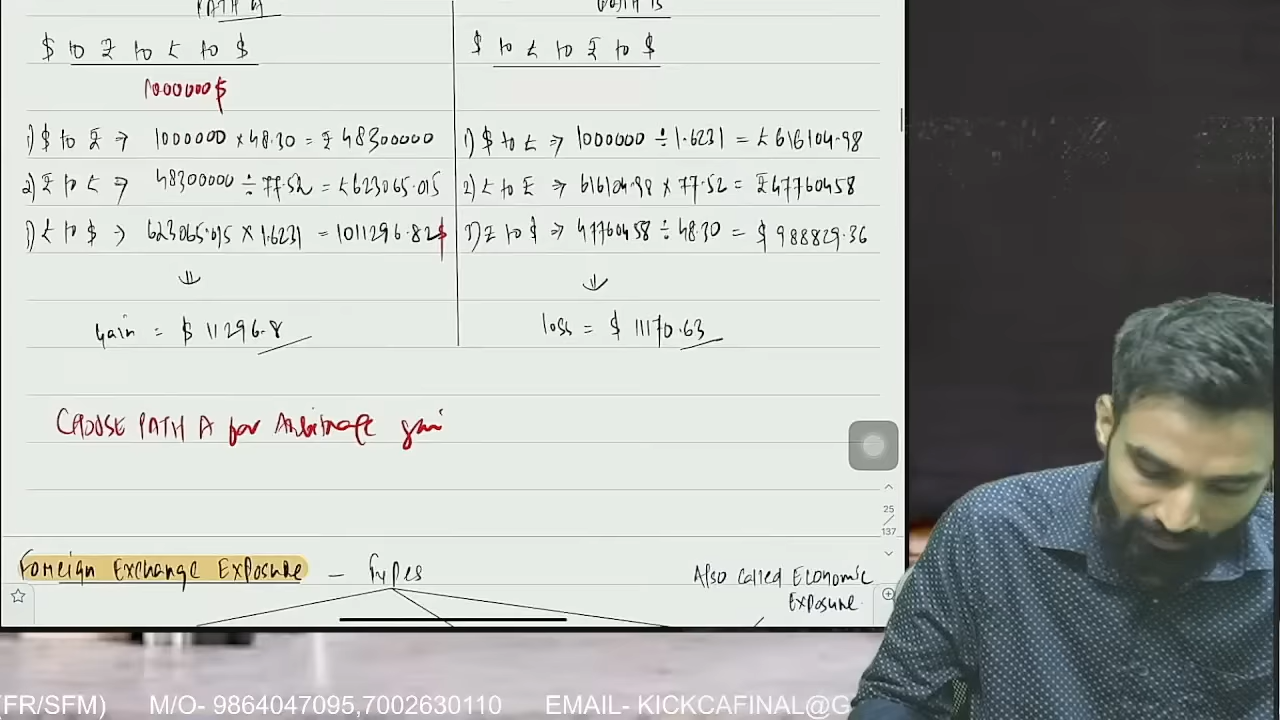 PATH A
$ to ₹ to £ to $
1000000$
1) $ to ₹ ⇒ 1000000 × 48.30 = ₹ 48300000
2) ₹ to £ ⇒ 48300000 ÷ 77.52 = £ 623065.015
3) £ to $ ⇒ 623065.015 × 1.6231 = 1011296.82$
⇓
Gain = $ 11296.8
PATH B
$ to £ to ₹ to $
1) $ to £ ⇒ 1000000 ÷ 1.6231 = £ 616104.98
2) £ to ₹ ⇒ 616104.98 × 77.52 = ₹ 47760458
3) ₹ to $ ⇒ 47760458 ÷ 48.30 = $ 988829.36
⇓
loss = $ 11170.63
CHOOSE PATH A for Arbitrage gain
25
/
137
Foreign Exchange Exposure – Types
Also called Economic
Exposure.
(FR/SFM) M/O- 9864047095,7002630110 EMAIL- KICKCAFINAL@G